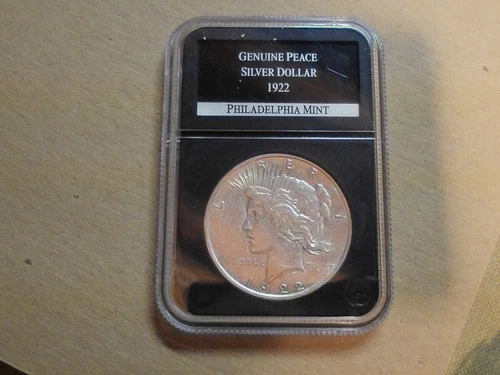 GENUINE PEACE
SILVER DOLLAR
1922
PHILADELPHIA MINT
LIBERTY
1922